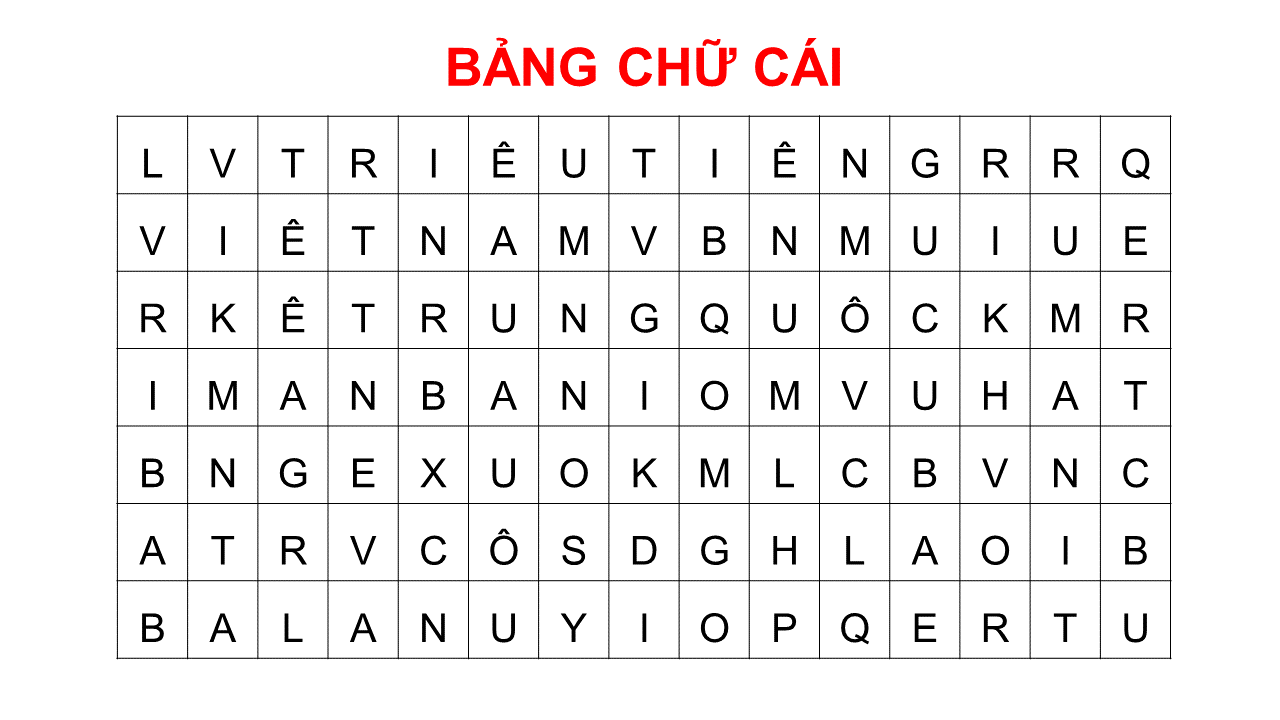 BẢNG CHỮ CÁI
L V T R I Ê U T I Ê N G R R Q
V I Ê T N A M V B N M U I U E
R K Ê T R U N G Q U Ô C K M R
I M A N B A N I O M V U H A T
B N G E X U O K M L C B V N C
A T R V C Ô S D G H L A O I B
B A L A N U Y I O P Q E R T U